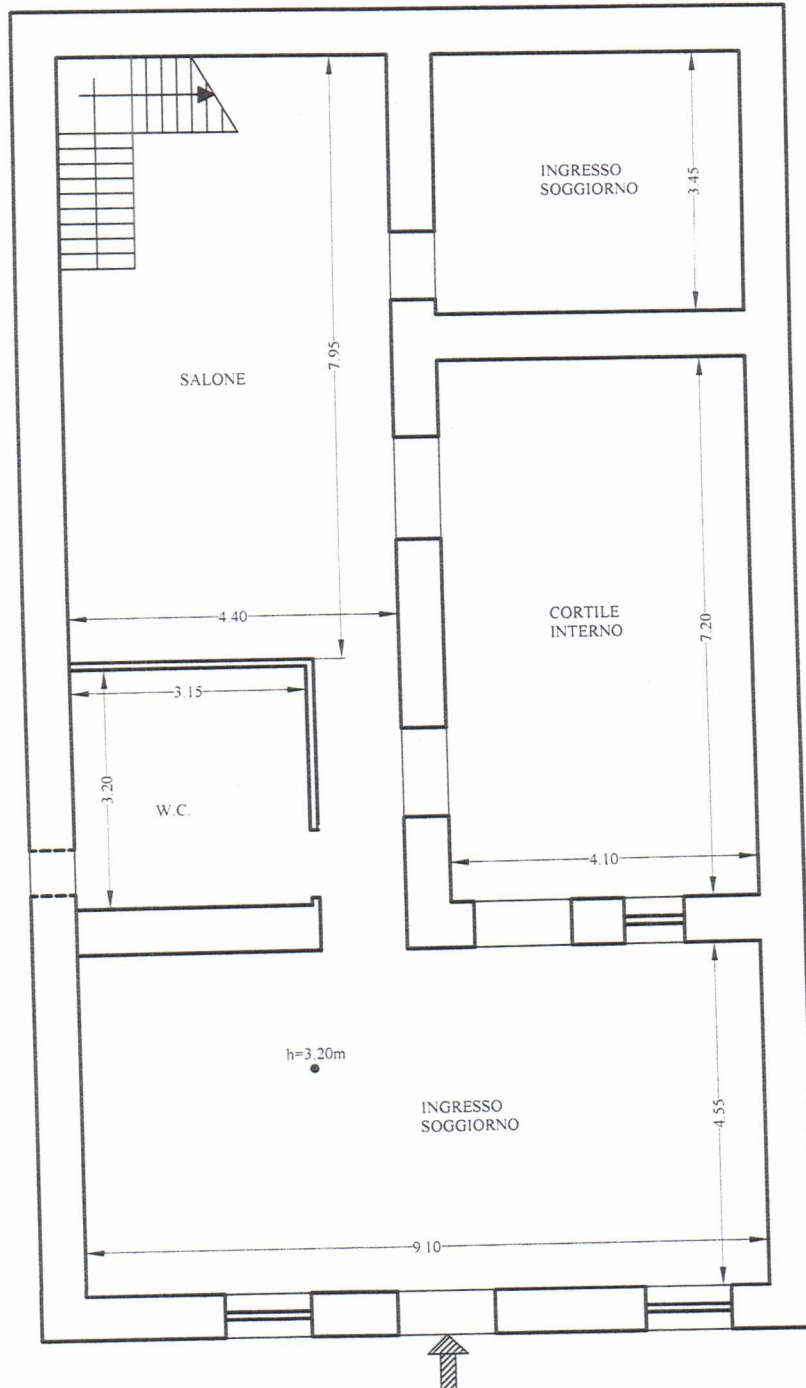 INGRESSO
SOGGIORNO
3.45
7.95
SALONE
4.40
CORTILE
INTERNO
7.20
3.15
3.20
W.C.
4.10
h=3.20m
INGRESSO
SOGGIORNO
4.55
9.10